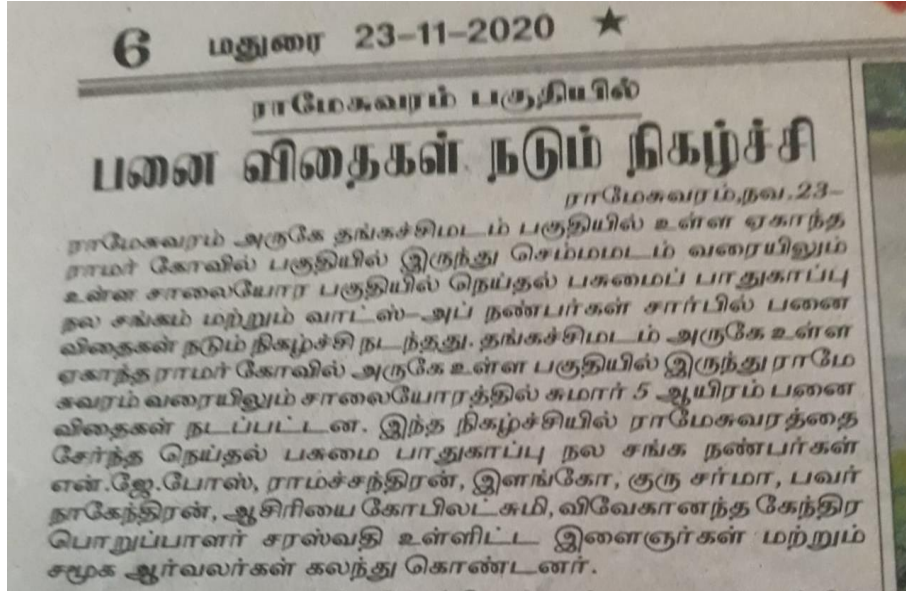 6 மதுரை 23-11-2020 ★
ராமேசுவரம் பகுதியில்
பனை விதைகள் நடும் நிகழ்ச்சி
ராமேசுவரம்,நவ.23-
ராமேசுவரம் அருகே தங்கச்சிமடம் பகுதியில் உள்ள ஏகாந்த
ராமர் கோவில் பகுதியில் இருந்து செம்மமடம் வரையிலும்
உள்ள சாலையோர பகுதியில் நெய்தல் பசுமைப் பாதுகாப்பு
நல சங்கம் மற்றும் வாட்ஸ்-அப் நண்பர்கள் சார்பில் பனை
விதைகள் நடும் நிகழ்ச்சி நடந்தது. தங்கச்சிமடம் அருகே உள்ள
ஏகாந்த ராமர் கோவில் அருகே உள்ள பகுதியில் இருந்து ராமே
சுவரம் வரையிலும் சாலையோரத்தில் சுமார் 5 ஆயிரம் பனை
விதைகள் நடப்பட்டன. இந்த நிகழ்ச்சியில் ராமேசுவரத்தை
சேர்ந்த நெய்தல் பசுமை பாதுகாப்பு நல சங்க நண்பர்கள்
என்.ஜே.போஸ், ராம்ச்சந்திரன், இளங்கோ, குரு சர்மா, பவர்
நாகேந்திரன், ஆசிரியை கோபிலட்சுமி, விவேகானந்த கேந்திர
பொறுப்பாளர் சரஸ்வதி உள்ளிட்ட இளைஞர்கள் மற்றும்
சமூக ஆர்வலர்கள் கலந்து கொண்டனர்.